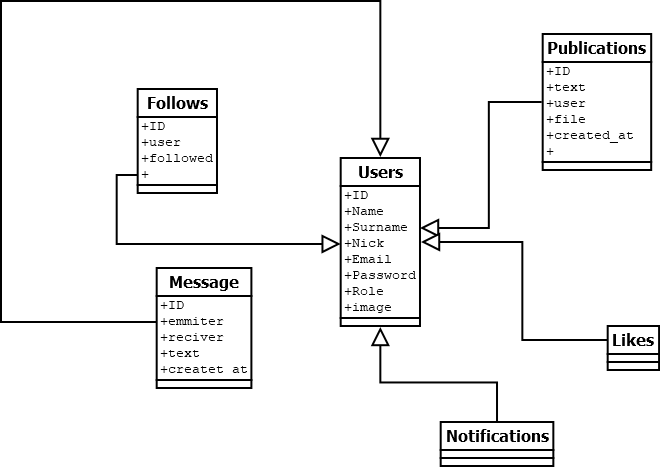 Publications
+ID
+text
+user
+file
+created_at
+
Follows
+ID
+user
+followed
+
Users
+ID
+Name
+Surname
+Nick
+Email
+Password
+Role
+image
Message
+ID
+emmiter
+reciver
+text
+createt at
Likes
Notifications